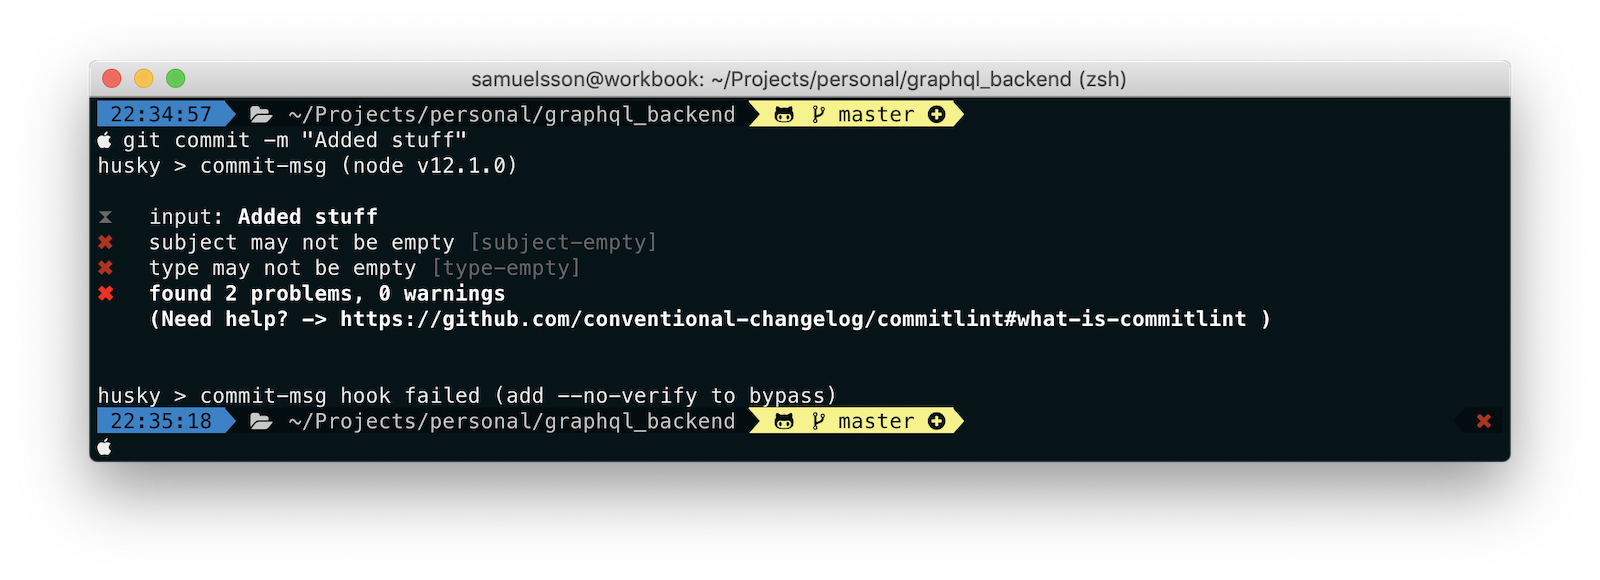 samuelsson@workbook: ~/Projects/personal/graphql_backend (zsh)
22:34:57 ~/Projects/personal/graphql_backend master
git commit -m "Added stuff"
husky > commit-msg (node v12.1.0)
input: Added stuff
subject may not be empty [subject-empty]
type may not be empty [type-empty]
found 2 problems, 0 warnings
(Need help? -> https://github.com/conventional-changelog/commitlint#what-is-commitlint )
husky > commit-msg hook failed (add --no-verify to bypass)
22:35:18 ~/Projects/personal/graphql_backend master